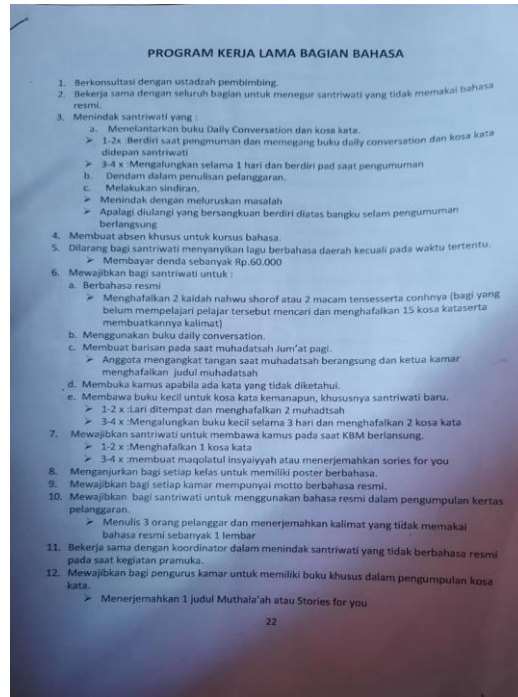 PROGRAM KERJA LAMA BAGIAN BAHASA
1. Berkonsultasi dengan ustadzah pembimbing.
2. Bekerja sama dengan seluruh bagian untuk menegur santriwati yang tidak memakai bahasa
resmi.
3. Menindak santriwati yang :
a. Menelantarkan buku Daily Conversation dan kosa kata.
➢ 1-2x :Berdiri saat pengmuman dan memegang buku daily conversation dan kosa kata
didepan santriwati
➢ 3-4 x :Mengalungkan selama 1 hari dan berdiri pad saat pengumuman
b. Dendam dalam penulisan pelanggaran.
c. Melakukan sindiran.
➢ Menindak dengan meluruskan masalah
➢ Apalagi diulangi yang bersangkuan berdiri diatas bangku selam pengumuman
berlangsung
4. Membuat absen khusus untuk kursus bahasa.
5. Dilarang bagi santriwati menyanyikan lagu berbahasa daerah kecuali pada waktu tertentu.
➢ Membayar denda sebanyak Rp.60.000
6. Mewajibkan bagi santriwati untuk :
a. Berbahasa resmi
➢ Menghafalkan 2 kaidah nahwu shorof atau 2 macam tensesserta conhnya (bagi yang
belum mempelajari pelajar tersebut mencari dan menghafalkan 15 kosa kataserta
membuatkannya kalimat)
b. Menggunakan buku daily conversation.
c. Membuat barisan pada saat muhadatsah Jum'at pagi.
➢ Anggota mengangkat tangan saat muhadatsah berangsung dan ketua kamar
menghafalkan judul muhadatsah
d. Membuka kamus apabila ada kata yang tidak diketahui.
e. Membawa buku kecil untuk kosa kata kemanapun, khususnya santriwati baru.
➢ 1-2 x :Lari ditempat dan menghafalkan 2 muhadtsah
➢ 3-4 x :Mengalungkan buku kecil selama 3 hari dan menghafalkan 2 kosa kata
7. Mewajibkan santriwati untuk membawa kamus pada saat KBM berlansung.
➢ 1-2 x :Menghafalkan 1 kosa kata
➢ 3-4 x :membuat maqolatul insyaiyyah atau menerjemahkan sories for you
8. Menganjurkan bagi setiap kelas untuk memiliki poster berbahasa.
9. Mewajibkan bagi setiap kamar mempunyai motto berbahasa resmi.
10. Mewajibkan bagi santriwati untuk menggunakan bahasa resmi dalam pengumpulan kertas
pelanggaran.
➢ Menulis 3 orang pelanggar dan menerjemahkan kalimat yang tidak memakai
bahasa resmi sebanyak 1 lembar
11. Bekerja sama dengan koordinator dalam menindak santriwati yang tidak berbahasa resmi
pada saat kegiatan pramuka.
12. Mewajibkan bagi pengurus kamar untuk memiliki buku khusus dalam pengumpulan kosa
kata.
➢ Menerjemahkan 1 judul Muthala'ah atau Stories for you
22